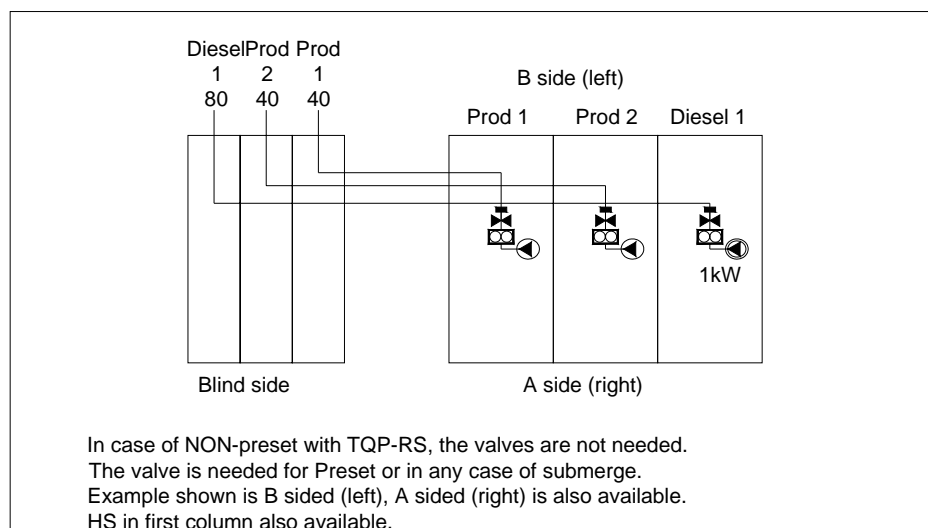 DieselProd Prod
1 2 1
80 40 40
B side (left)
Prod 1 Prod 2 Diesel 1
1kW
Blind side
A side (right)
In case of NON-preset with TQP-RS, the valves are not needed.
The valve is needed for Preset or in any case of submerge.
Example shown is B sided (left), A sided (right) is also available.
HS in first column also available.